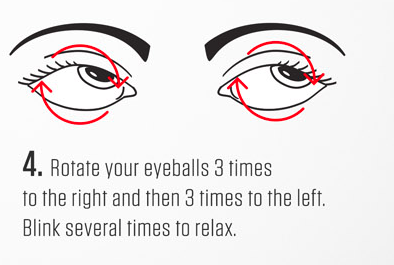 4. Rotate your eyeballs 3 times
to the right and then 3 times to the left.
Blink several times to relax.